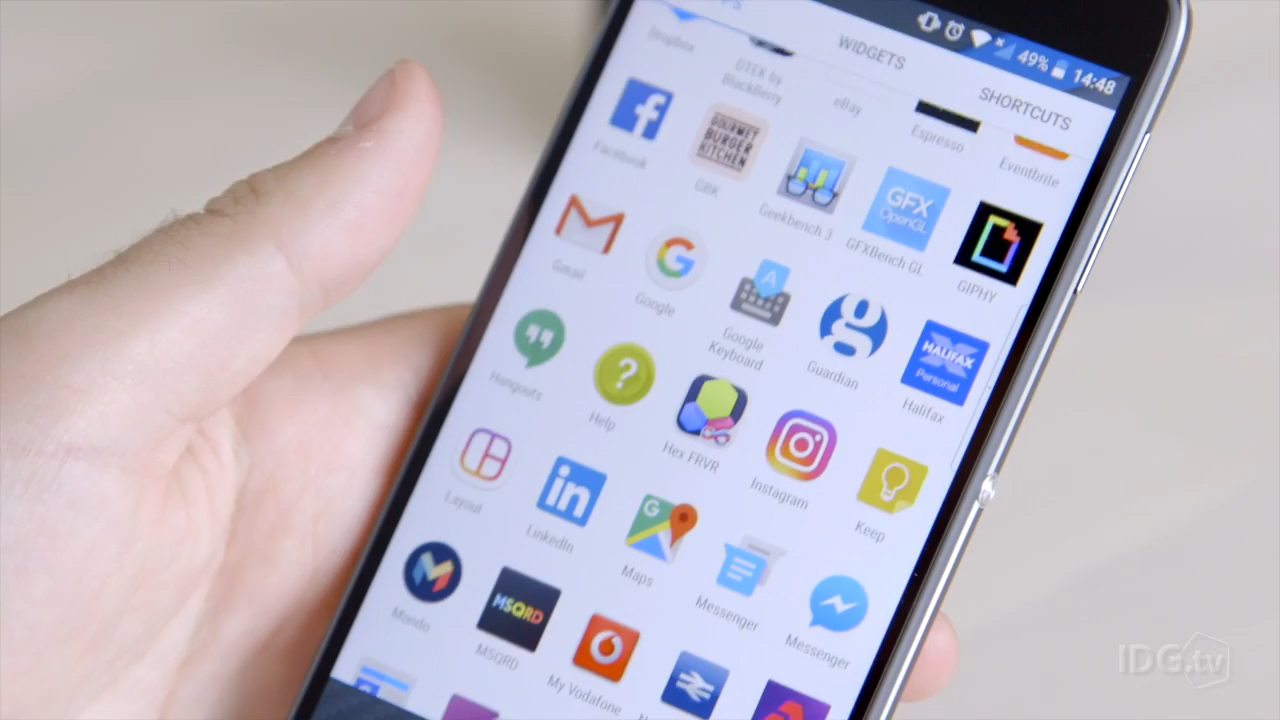 WIDGETS
SHORTCUTS
49% 14:48
Dropbox
DTEK by
BlackBerry
eBay
Espresso
Eventbrite
Facebook
GOURMET
BURGER
KITCHEN
GBK
Geekbench 3
GFX
OpenGL
GFXBench GL
GIPHY
Gmail
G
Google
A
Google
Keyboard
g
Guardian
HALIFAX
Personal
Halifax
Hangouts
?
Help
Hex FRVR
Instagram
Keep
Layout
in
LinkedIn
G
Maps
Messenger
Messenger
Mondo
MSQRD
MSQRD
My Vodafone
IDG.tv